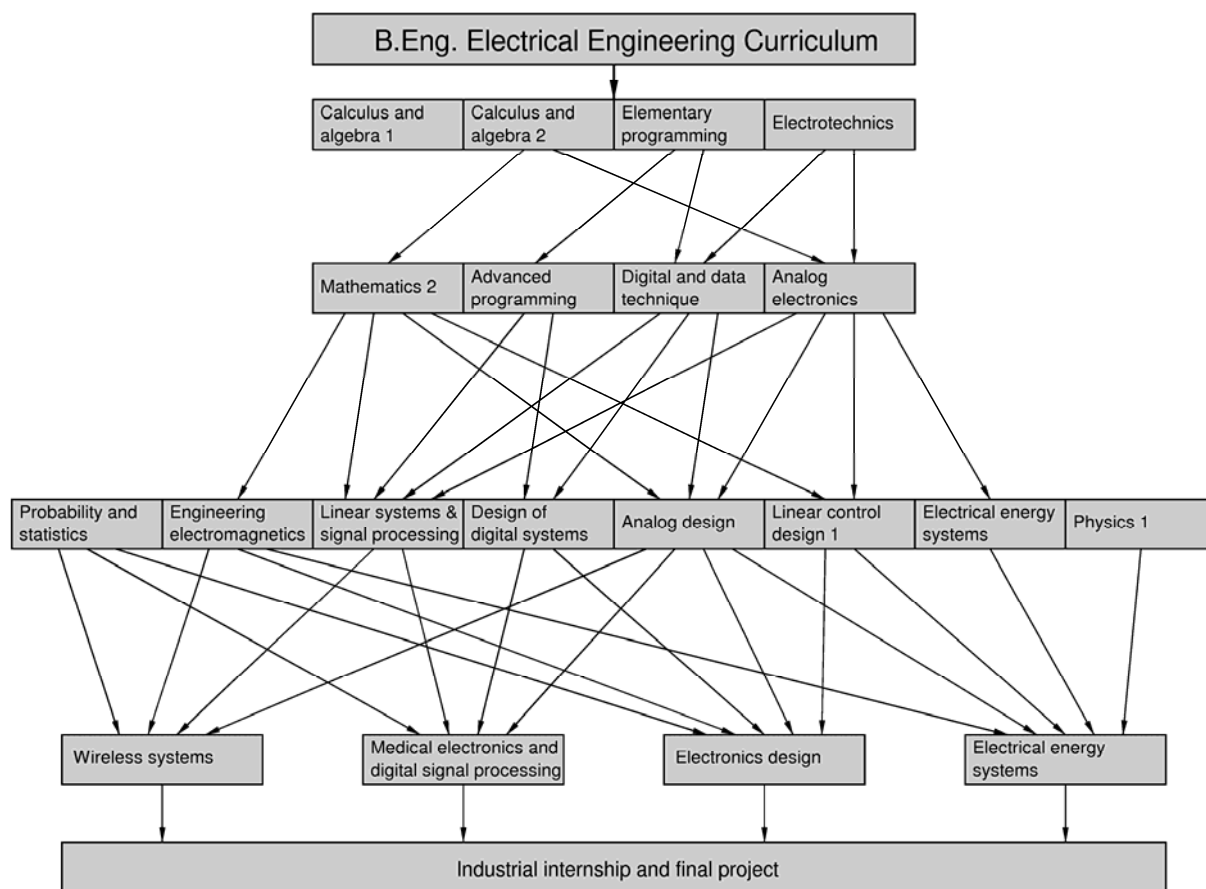 B.Eng. Electrical Engineering Curriculum
Calculus and
algebra 1
Calculus and
algebra 2
Elementary
programming
Electrotechnics
Mathematics 2
Advanced
programming
Digital and data
technique
Analog
electronics
Probability and
statistics
Engineering
electromagnetics
Linear systems &
signal processing
Design of
digital systems
Analog design
Linear control
design 1
Electrical energy
systems
Physics 1
Wireless systems
Medical electronics and
digital signal processing
Electronics design
Electrical energy
systems
Industrial internship and final project